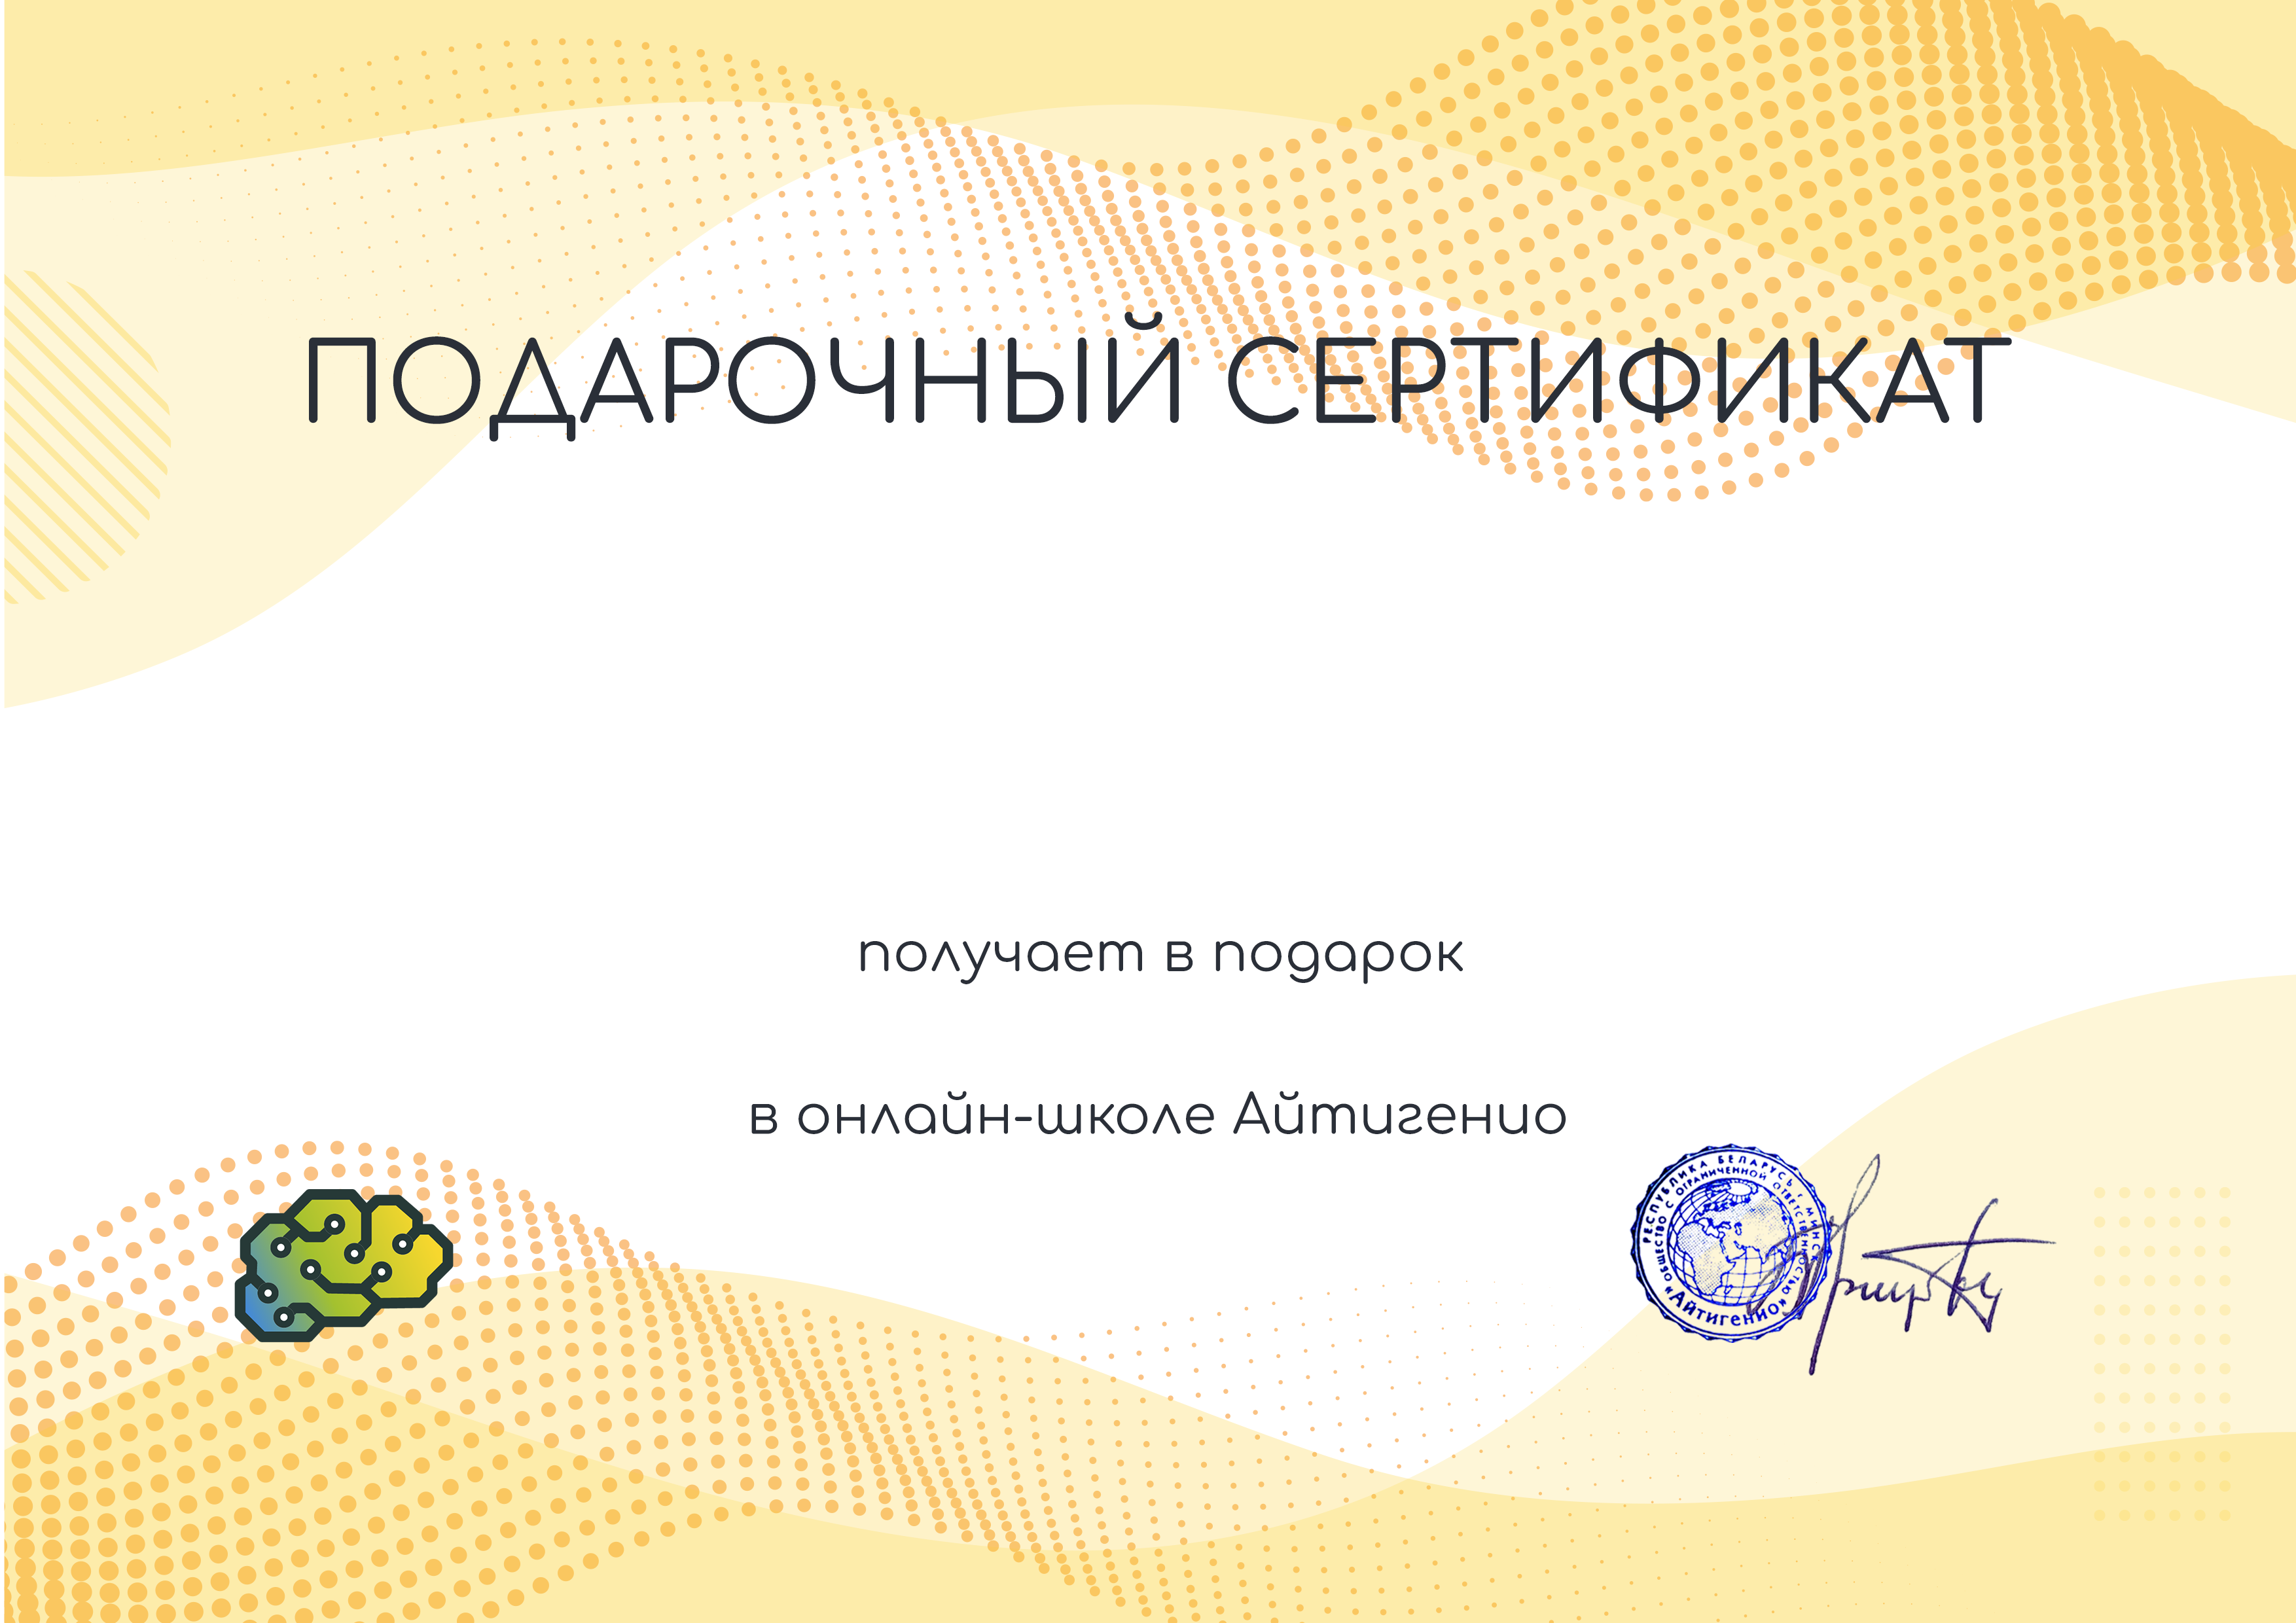 ПОДАРОЧНЫЙ СЕРТИФИКАТ
получает в подарок
в онлайн-школе Айтигенио
РЕСПУБЛИКА БЕЛАРУСЬ г. МИНСК
ОБЩЕСТВО С ОГРАНИЧЕННОЙ ОТВЕТСТВЕННОСТЬЮ
«Айтигенио»